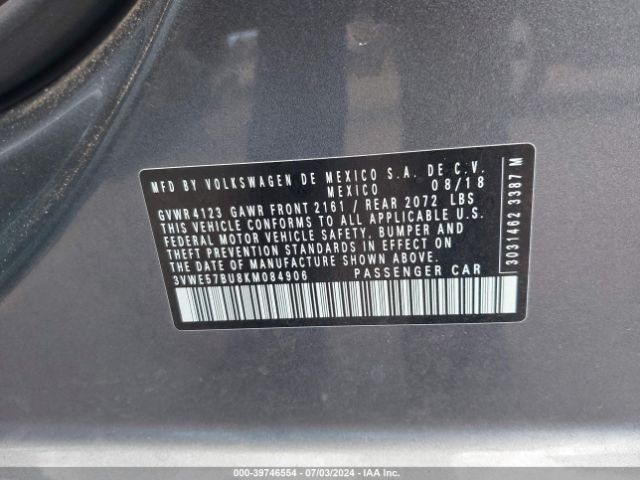 MFD BY VOLKSWAGEN DE MEXICO S.A. DE C.V.
MEXICO 08/18
GVWR 4123 GAWR FRONT 2161 / REAR 2072 LBS
THIS VEHICLE CONFORMS TO ALL APPLICABLE U.S.
FEDERAL MOTOR VEHICLE SAFETY, BUMPER AND
THEFT PREVENTION STANDARDS IN EFFECT ON
THE DATE OF MANUFACTURE SHOWN ABOVE.
3VWE57BU8KM084906 PASSENGER CAR
3031462 3387 M
000-39746554 07/03/2024 IAA Inc.